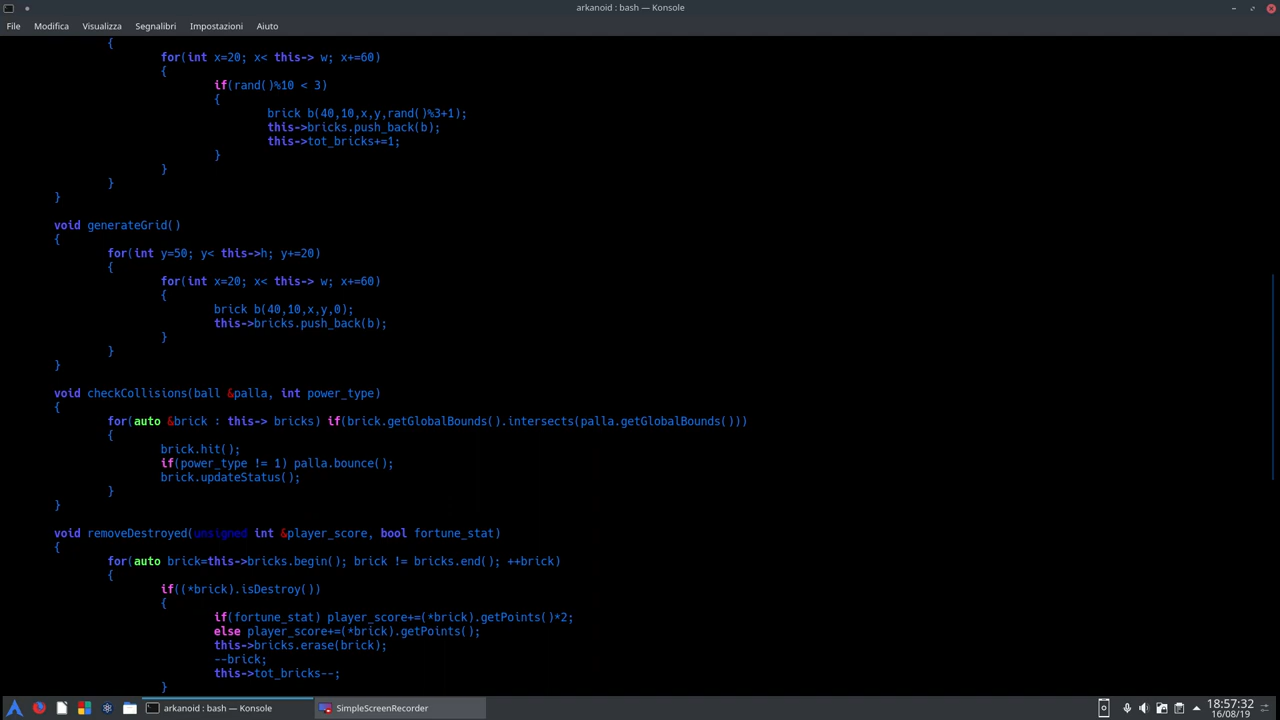 arkanoid : bash — Konsole
File Modifica Visualizza Segnalibri Impostazioni Aiuto
{
for(int x=20; x< this-> w; x+=60)
{
if(rand()%10 < 3)
{
brick b(40,10,x,y,rand()%3+1);
this->bricks.push_back(b);
this->tot_bricks+=1;
}
}
}
}
void generateGrid()
{
for(int y=50; y< this->h; y+=20)
{
for(int x=20; x< this-> w; x+=60)
{
brick b(40,10,x,y,0);
this->bricks.push_back(b);
}
}
}
void checkCollisions(ball &palla, int power_type)
{
for(auto &brick : this-> bricks) if(brick.getGlobalBounds().intersects(palla.getGlobalBounds()))
{
brick.hit();
if(power_type != 1) palla.bounce();
brick.updateStatus();
}
}
void removeDestroyed(unsigned int &player_score, bool fortune_stat)
{
for(auto brick=this->bricks.begin(); brick != bricks.end(); ++brick)
{
if((*brick).isDestroy())
{
if(fortune_stat) player_score+=(*brick).getPoints()*2;
else player_score+=(*brick).getPoints();
this->bricks.erase(brick);
--brick;
this->tot_bricks--;
}
arkanoid : bash — Konsole
SimpleScreenRecorder
18:57:32
16/08/19